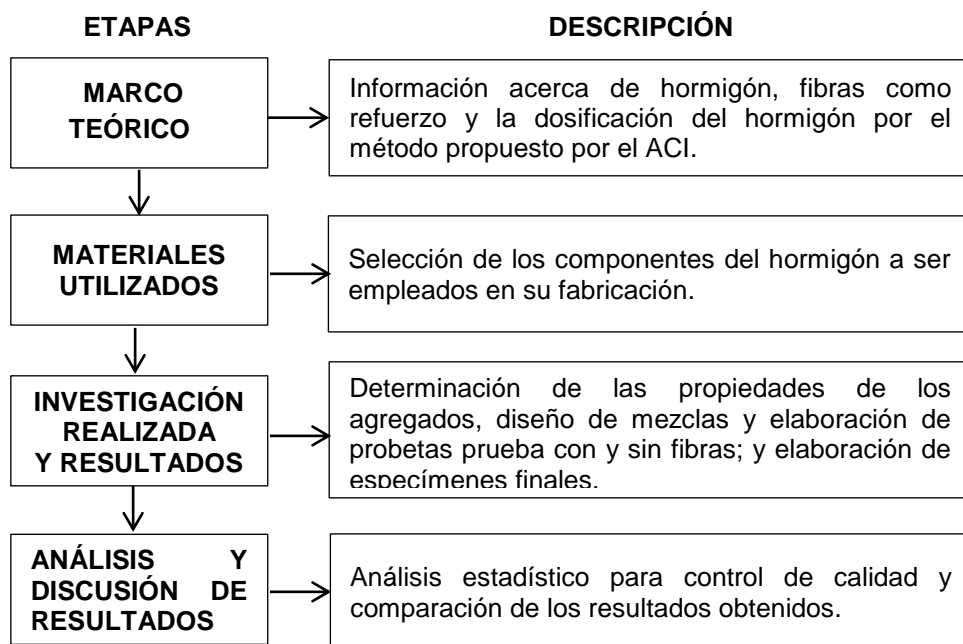 ETAPAS
DESCRIPCIÓN
MARCO
TEÓRICO
Información acerca de hormigón, fibras como
refuerzo y la dosificación del hormigón por el
método propuesto por el ACI.
MATERIALES
UTILIZADOS
Selección de los componentes del hormigón a ser
empleados en su fabricación.
INVESTIGACIÓN
REALIZADA
Y RESULTADOS
Determinación de las propiedades de los
agregados, diseño de mezclas y elaboración de
probetas prueba con y sin fibras; y elaboración de
especímenes finales.
ANÁLISIS Y
DISCUSIÓN DE
RESULTADOS
Análisis estadístico para control de calidad y
comparación de los resultados obtenidos.